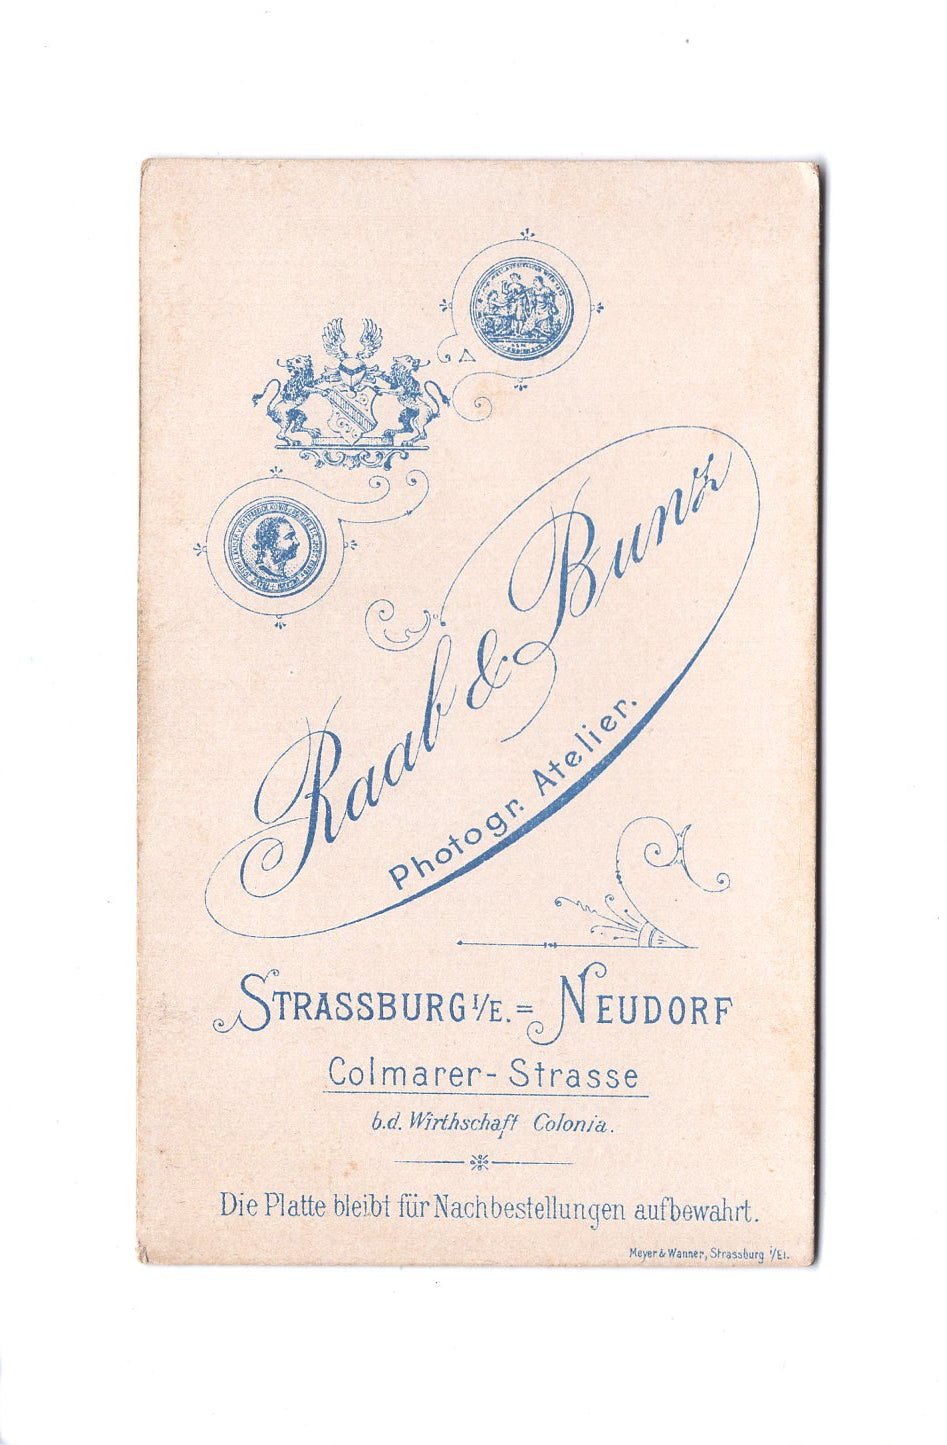 Raab & Bunz
Photogr. Atelier.
STRASSBURG I/E. = NEUDORF
Colmarer-Strasse
b.d. Wirthschaft Colonia.
Die Platte bleibt für Nachbestellungen aufbewahrt.
Meyer & Wanner, Strassburg i/El.